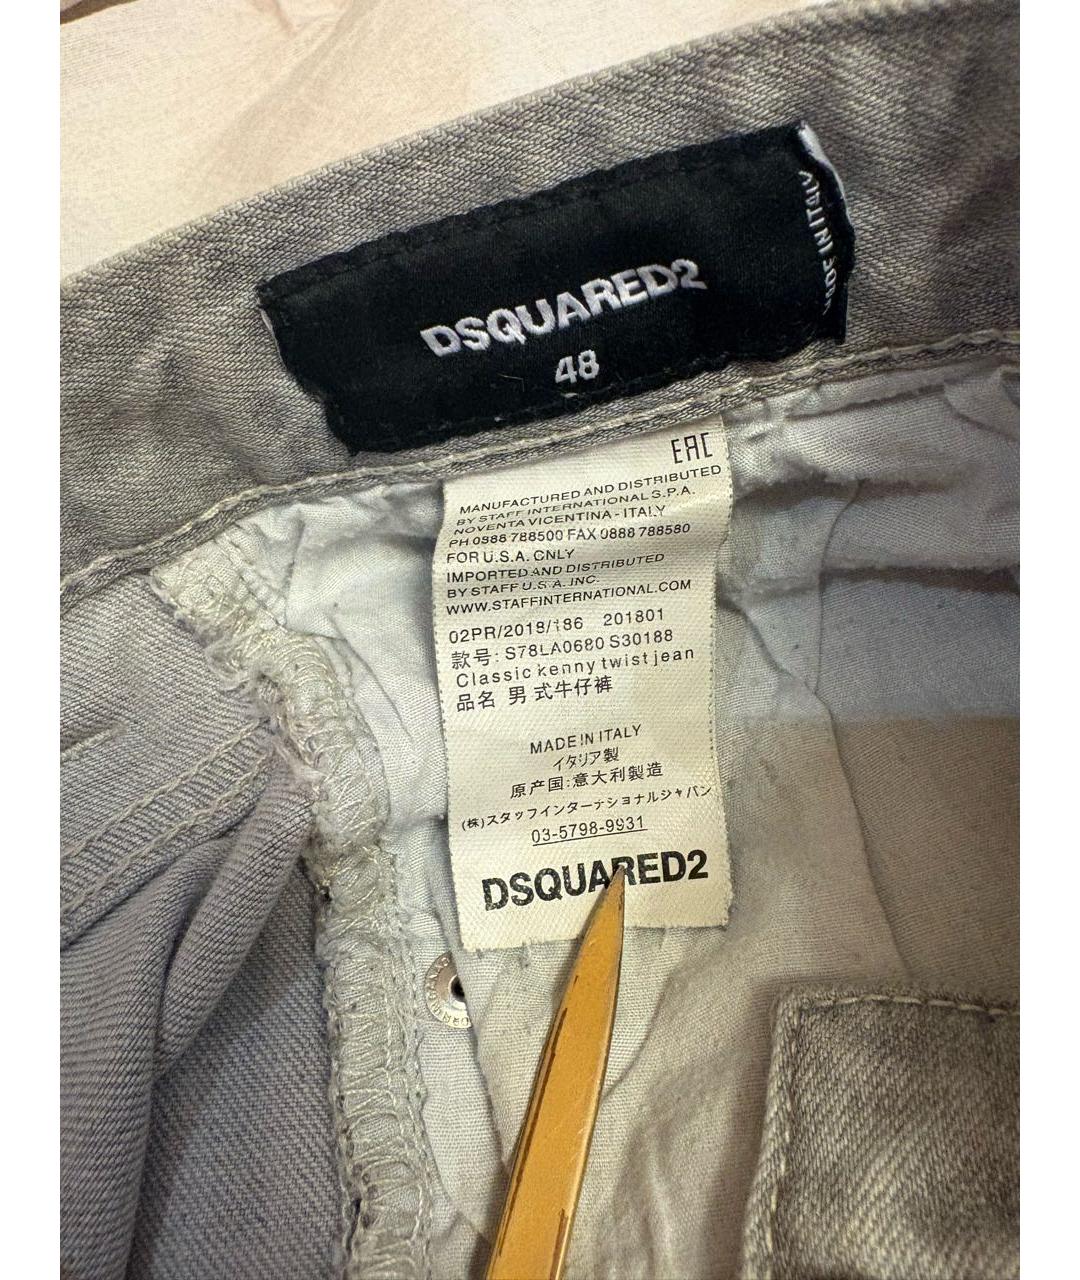 DSQUARED2
48
MADE IN ITALY
EAC
MANUFACTURED AND DISTRIBUTED
BY STAFF INTERNATIONAL S.P.A.
NOVENTA VICENTINA - ITALY
PH.0388 788500 FAX 0888 788580
FOR U.S.A. CNLY
IMPORTED AND DISTRIBUTED
BY STAFF U.S.A. INC.
WWW.STAFFINTERNATIONAL.COM
02PR/2018/186 201801
款号: S78LA0680 S30188
Classic kenny twist jean
品名 男式牛仔裤
MADE IN ITALY
イタリア製
原产国:意大利製造
(株)スタッフインターナショナルジャパン
03-5798-9931
DSQUARED2